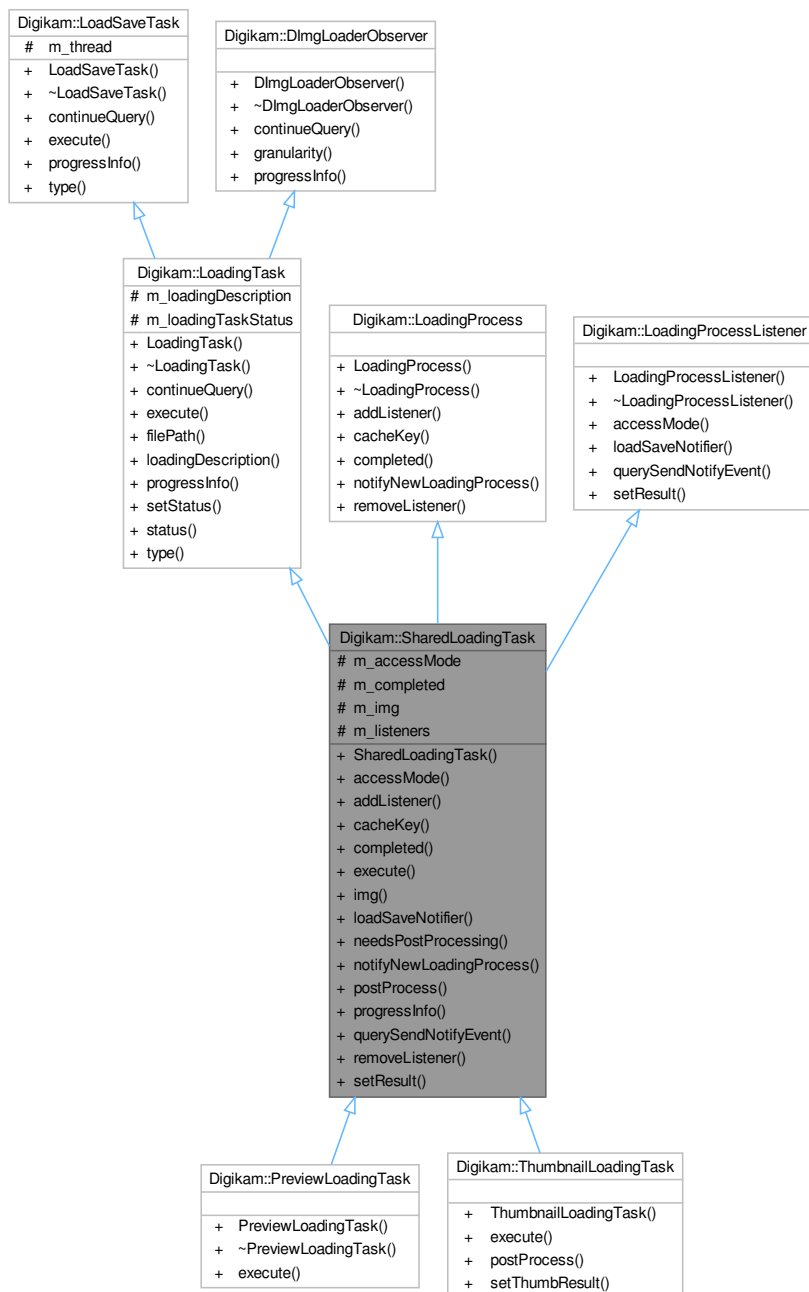 Digikam::LoadSaveTask
# m_thread
+ LoadSaveTask()
+ ~LoadSaveTask()
+ continueQuery()
+ execute()
+ progressInfo()
+ type()
Digikam::DImgLoaderObserver
+ DImgLoaderObserver()
+ ~DImgLoaderObserver()
+ continueQuery()
+ granularity()
+ progressInfo()
Digikam::LoadingTask
# m_loadingDescription
# m_loadingTaskStatus
+ LoadingTask()
+ ~LoadingTask()
+ continueQuery()
+ execute()
+ filePath()
+ loadingDescription()
+ progressInfo()
+ setStatus()
+ status()
+ type()
Digikam::LoadingProcess
+ LoadingProcess()
+ ~LoadingProcess()
+ addListener()
+ cacheKey()
+ completed()
+ notifyNewLoadingProcess()
+ removeListener()
Digikam::LoadingProcessListener
+ LoadingProcessListener()
+ ~LoadingProcessListener()
+ accessMode()
+ loadSaveNotifier()
+ querySendNotifyEvent()
+ setResult()
Digikam::SharedLoadingTask
# m_accessMode
# m_completed
# m_img
# m_listeners
+ SharedLoadingTask()
+ accessMode()
+ addListener()
+ cacheKey()
+ completed()
+ execute()
+ img()
+ loadSaveNotifier()
+ needsPostProcessing()
+ notifyNewLoadingProcess()
+ postProcess()
+ progressInfo()
+ querySendNotifyEvent()
+ removeListener()
+ setResult()
Digikam::PreviewLoadingTask
+ PreviewLoadingTask()
+ ~PreviewLoadingTask()
+ execute()
Digikam::ThumbnailLoadingTask
+ ThumbnailLoadingTask()
+ execute()
+ postProcess()
+ setThumbResult()